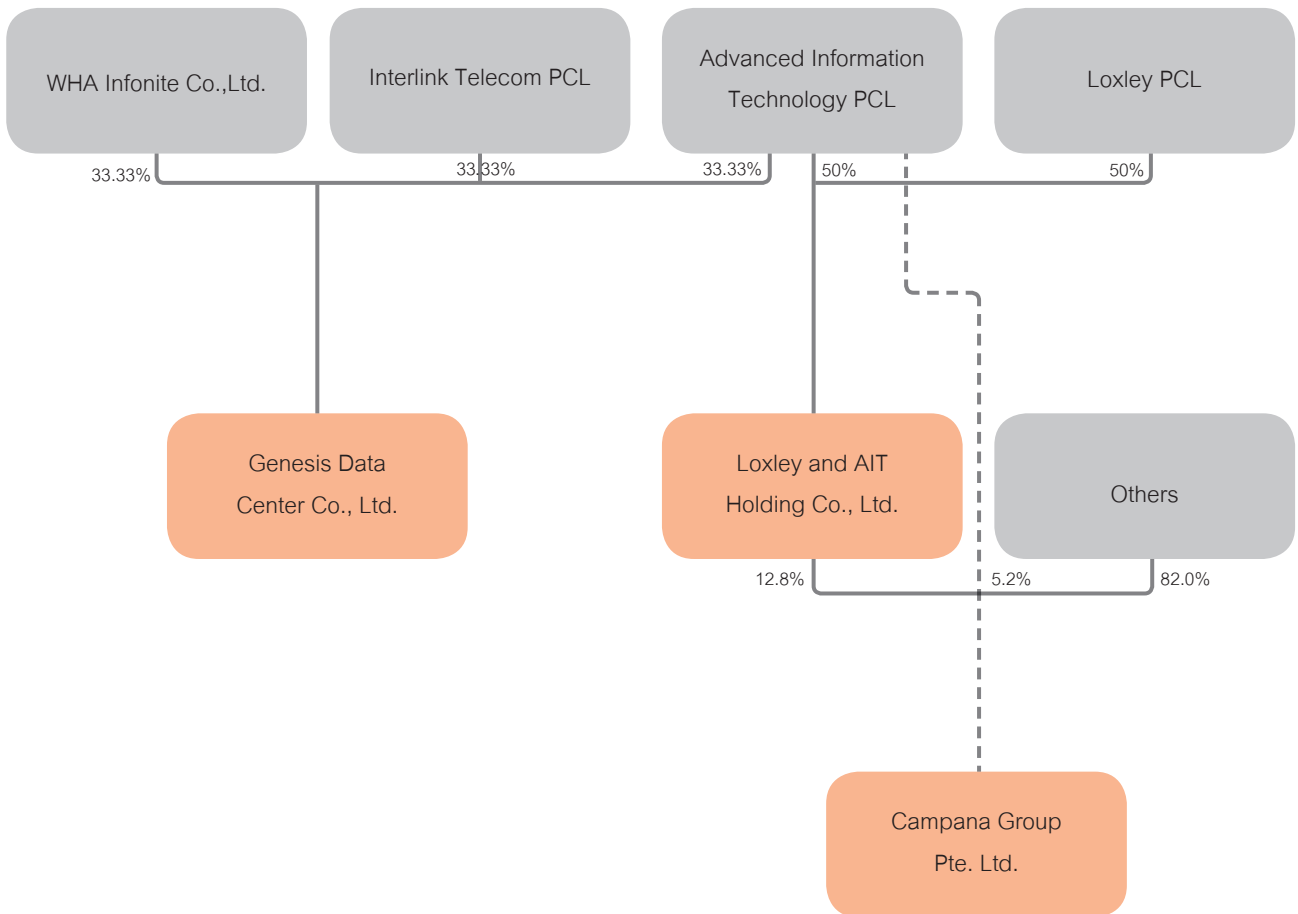 WHA Infonite Co.,Ltd.
Interlink Telecom PCL
Advanced Information
Technology PCL
Loxley PCL
33.33%
33.33%
33.33%
50%
50%
Genesis Data
Center Co., Ltd.
Loxley and AIT
Holding Co., Ltd.
Others
12.8%
5.2%
82.0%
Campana Group
Pte. Ltd.